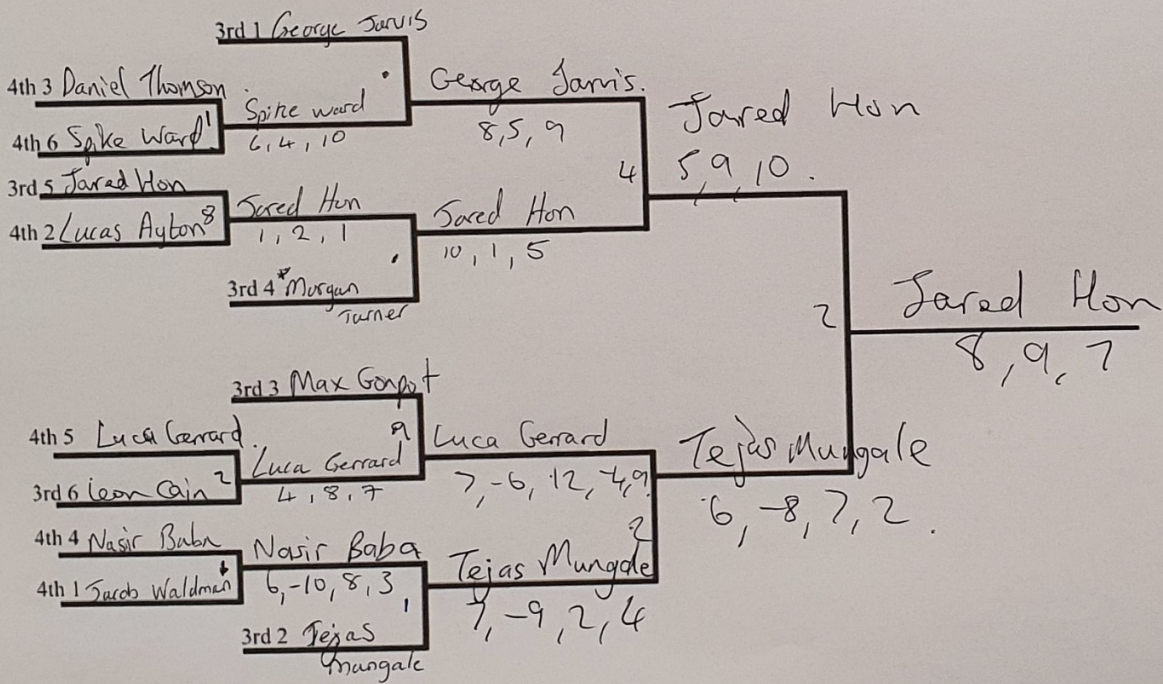 3rd 1 George Jarvis
4th 3 Daniel Thomson
George Jarvis.
Jared Hon
Spike Ward
4th 6 Spike Ward 1
6, 4, 10
8, 5, 9
4
5, 9, 10.
3rd 5 Jared Hon
Jared Hon
Jared Hon
4th 2 Lucas Ayton 8
1, 2, 1
10, 1, 5
3rd 4 *Morgan
Turner
2
Jared Hon
8, 9, 7
3rd 3 Max Gonpot
4th 5 Luca Gerrard.
9
Luca Gerrard
Tejas Mungale
Luca Gerrard
3rd 6 Leon Cain 2
4, 8, 7
7, -6, 12, -4, 9
6, -8, 7, 2.
4th 4 Nasir Baba
Nasir Baba
2
Tejas Mungale
4th 1 Jacob Waldman
6, -10, 8, 3
1
7, -9, 2, 4
3rd 2 Tejas
Mungale